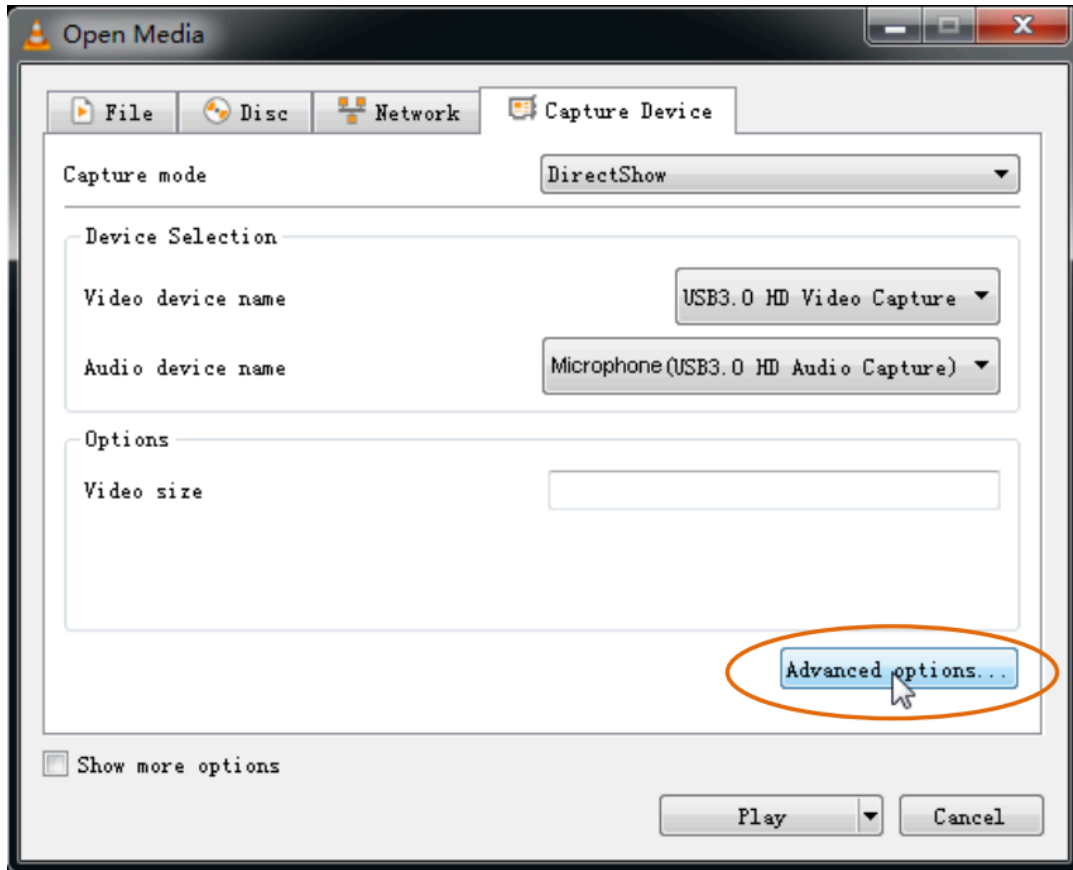 Open Media
File Disc Network Capture Device
Capture mode DirectShow
Device Selection
Video device name USB3.0 HD Video Capture
Audio device name Microphone (USB3.0 HD Audio Capture)
Options
Video size
Advanced options...
Show more options
Play Cancel